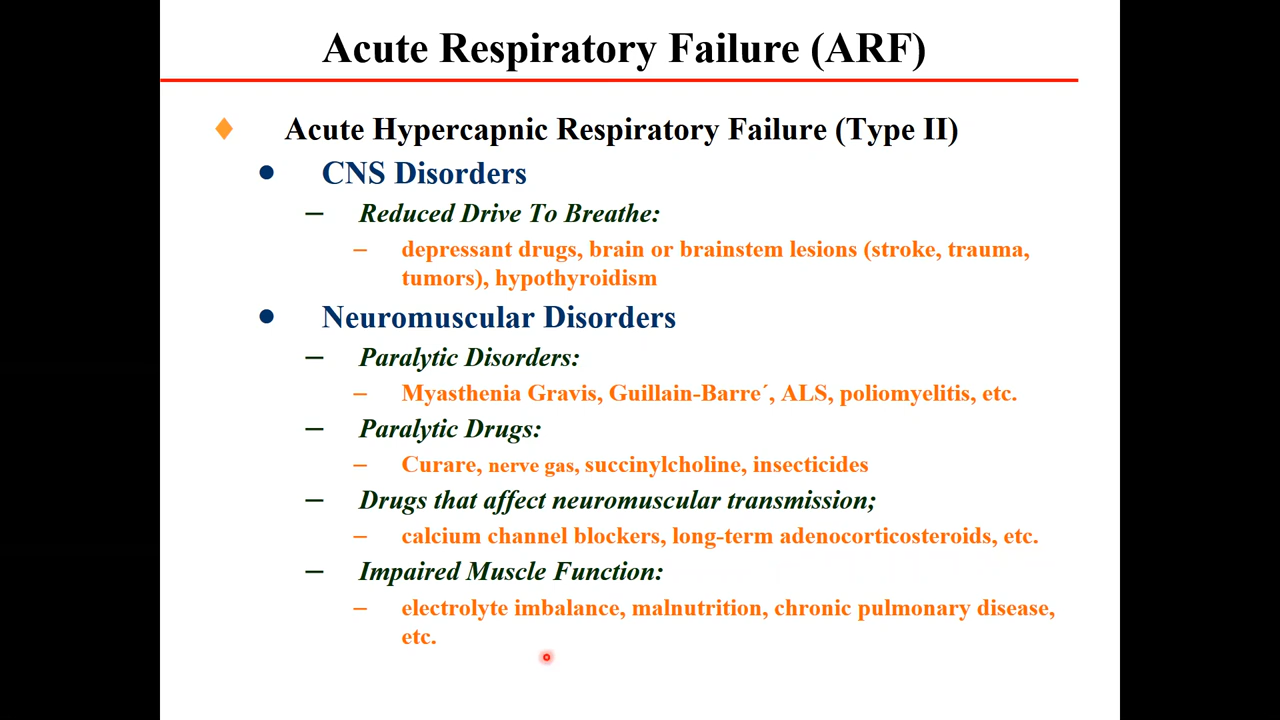 Acute Respiratory Failure (ARF)
Acute Hypercapnic Respiratory Failure (Type II)
CNS Disorders
Reduced Drive To Breathe:
depressant drugs, brain or brainstem lesions (stroke, trauma,
tumors), hypothyroidism
Neuromuscular Disorders
Paralytic Disorders:
Myasthenia Gravis, Guillain-Barre´, ALS, poliomyelitis, etc.
Paralytic Drugs:
Curare, nerve gas, succinylcholine, insecticides
Drugs that affect neuromuscular transmission;
calcium channel blockers, long-term adenocorticosteroids, etc.
Impaired Muscle Function:
electrolyte imbalance, malnutrition, chronic pulmonary disease,
etc.